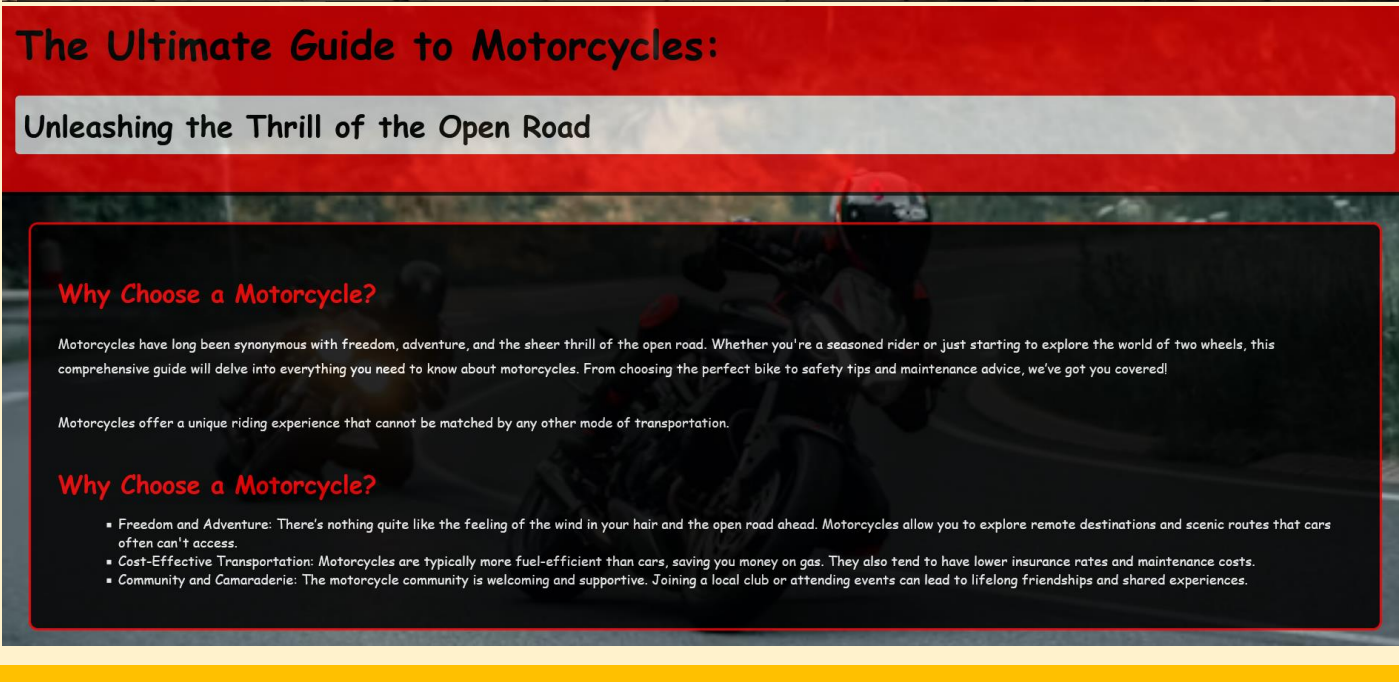 The Ultimate Guide to Motorcycles:
Unleashing the Thrill of the Open Road
Why Choose a Motorcycle?
Motorcycles have long been synonymous with freedom, adventure, and the sheer thrill of the open road. Whether you're a seasoned rider or just starting to explore the world of two wheels, this
comprehensive guide will delve into everything you need to know about motorcycles. From choosing the perfect bike to safety tips and maintenance advice, we've got you covered!
Motorcycles offer a unique riding experience that cannot be matched by any other mode of transportation.
Why Choose a Motorcycle?
▪ Freedom and Adventure: There's nothing quite like the feeling of the wind in your hair and the open road ahead. Motorcycles allow you to explore remote destinations and scenic routes that cars
often can't access.
▪ Cost-Effective Transportation: Motorcycles are typically more fuel-efficient than cars, saving you money on gas. They also tend to have lower insurance rates and maintenance costs.
▪ Community and Camaraderie: The motorcycle community is welcoming and supportive. Joining a local club or attending events can lead to lifelong friendships and shared experiences.